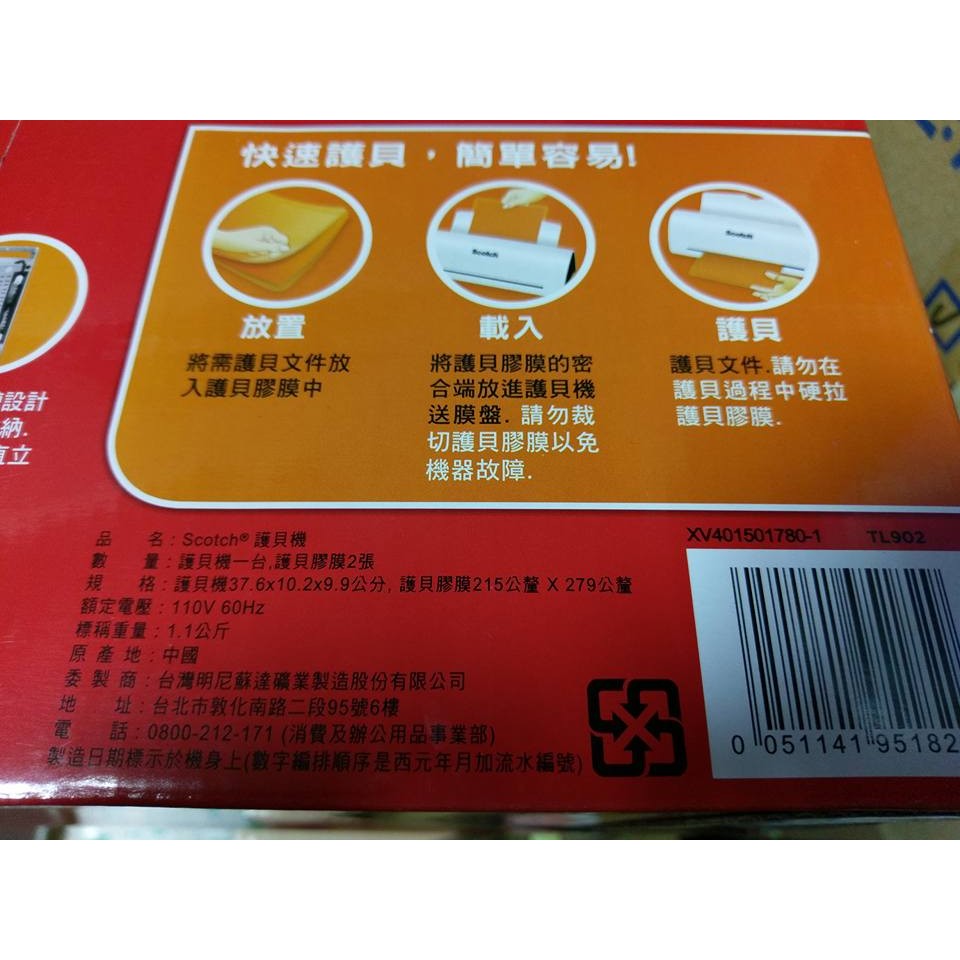 快速護貝，簡單容易!
Scotch
Scotch
放置
將需護貝文件放
入護貝膠膜中
載入
將護貝膠膜的密
合端放進護貝機
送膜盤. 請勿裁
切護貝膠膜以免
機器故障.
護貝
護貝文件.請勿在
護貝過程中硬拉
護貝膠膜.
設計
納.
直立
品 名：Scotch® 護貝機
數 量：護貝機一台,護貝膠膜2張
規 格：護貝機37.6x10.2x9.9公分, 護貝膠膜215公釐 X 279公釐
額定電壓：110V 60Hz
標稱重量：1.1公斤
原 產 地：中國
委 製 商：台灣明尼蘇達礦業製造股份有限公司
地 址：台北市敦化南路二段95號6樓
電 話：0800-212-171 (消費及辦公用品事業部)
製造日期標示於機身上(數字編排順序是西元年月加流水編號)
XV401501780-1 TL902
0 051141 95182